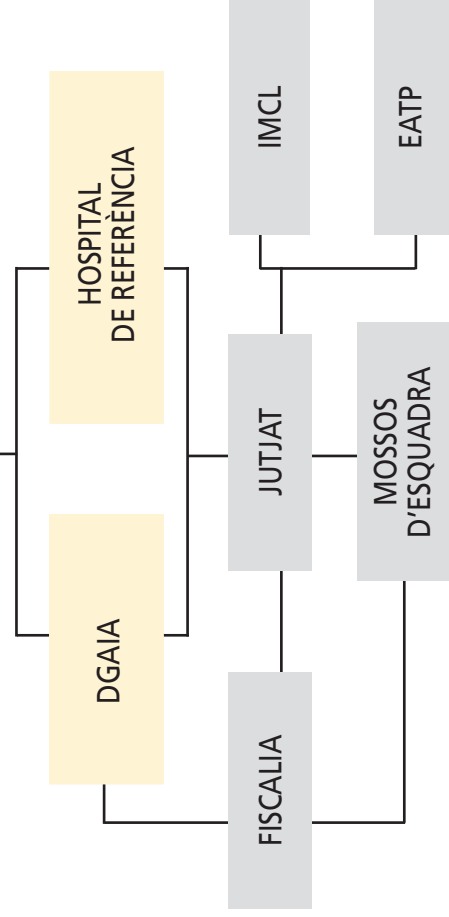 HOSPITAL
DE REFERÈNCIA
DGAIA
IMCL
EATP
JUTJAT
MOSSOS
D'ESQUADRA
FISCALIA